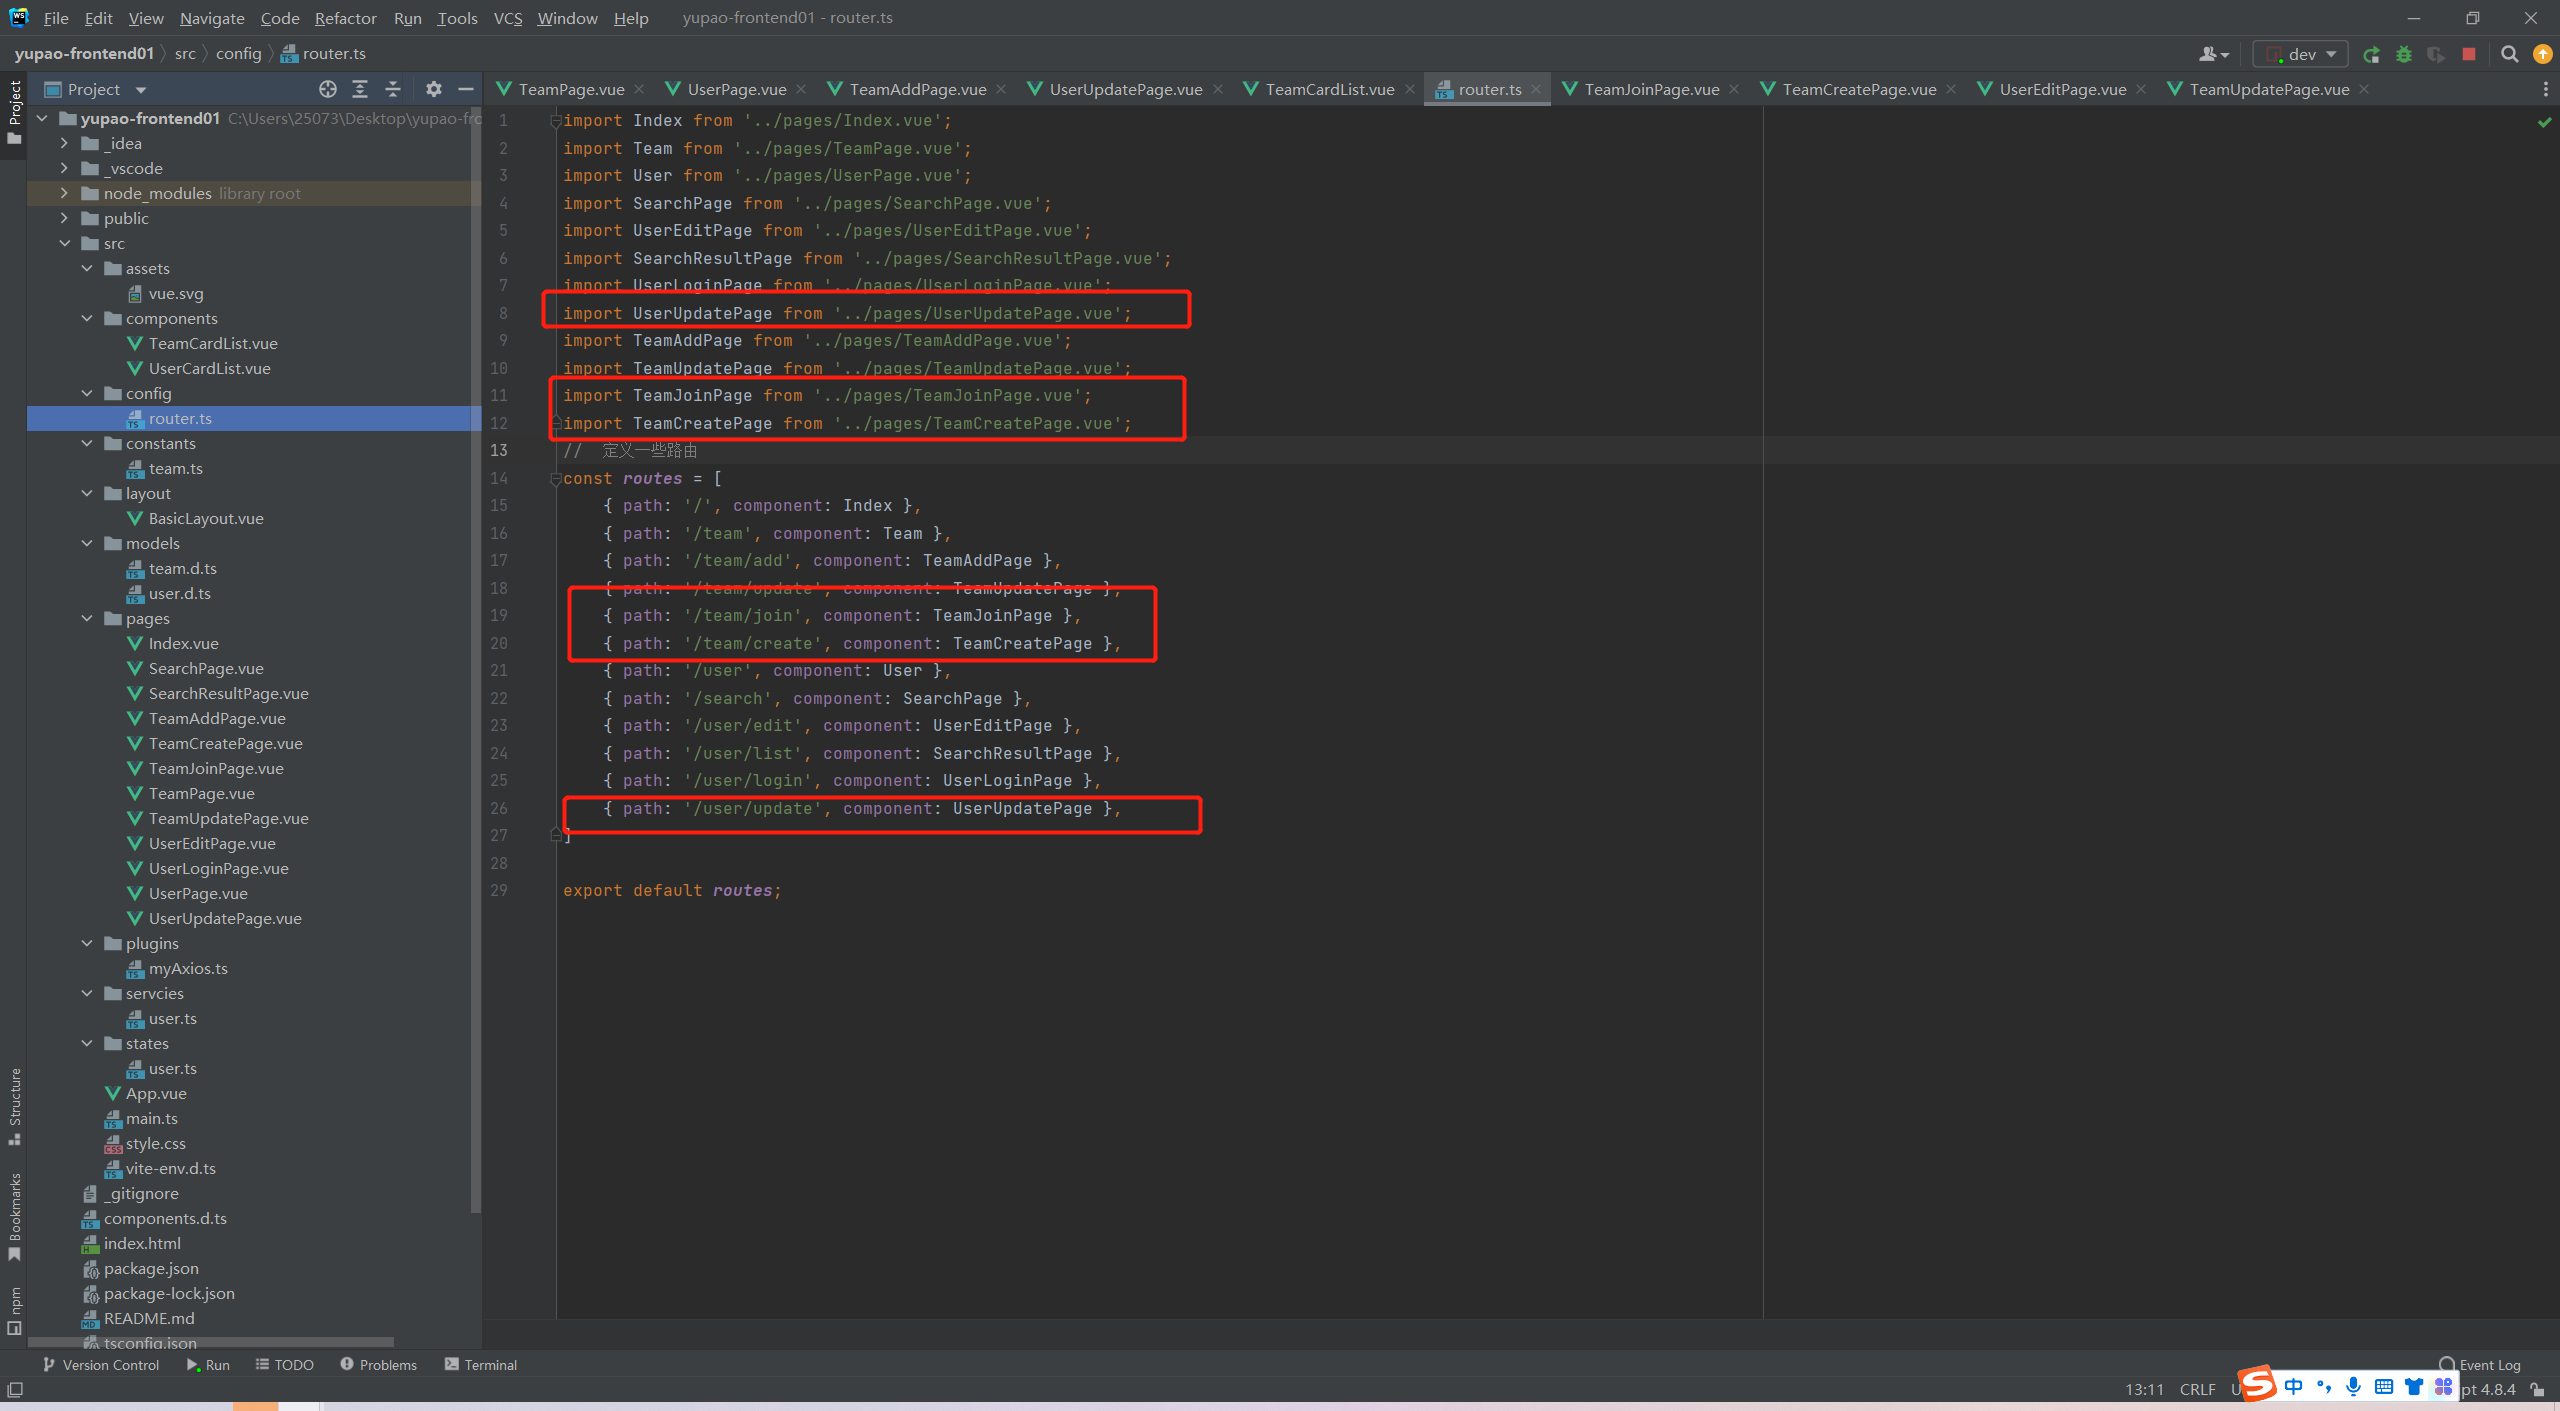 File Edit View Navigate Code Refactor Run Tools VCS Window Help yupao-frontend01 - router.ts
yupao-frontend01 src config router.ts
dev
Project
TeamPage.vue UserPage.vue TeamAddPage.vue UserUpdatePage.vue TeamCardList.vue router.ts TeamJoinPage.vue TeamCreatePage.vue UserEditPage.vue TeamUpdatePage.vue
Project
Structure
Bookmarks
npm
yupao-frontend01 C:\Users\25073\Desktop\yupao-fro
_idea
_vscode
node_modules library root
public
src
assets
vue.svg
components
TeamCardList.vue
UserCardList.vue
config
router.ts
constants
team.ts
layout
BasicLayout.vue
models
team.d.ts
user.d.ts
pages
Index.vue
SearchPage.vue
SearchResultPage.vue
TeamAddPage.vue
TeamCreatePage.vue
TeamJoinPage.vue
TeamPage.vue
TeamUpdatePage.vue
UserEditPage.vue
UserLoginPage.vue
UserPage.vue
UserUpdatePage.vue
plugins
myAxios.ts
servcies
user.ts
states
user.ts
App.vue
main.ts
style.css
vite-env.d.ts
_gitignore
components.d.ts
index.html
package.json
package-lock.json
README.md
tsconfig.json
1 import Index from '../pages/Index.vue';
2 import Team from '../pages/TeamPage.vue';
3 import User from '../pages/UserPage.vue';
4 import SearchPage from '../pages/SearchPage.vue';
5 import UserEditPage from '../pages/UserEditPage.vue';
6 import SearchResultPage from '../pages/SearchResultPage.vue';
7 import UserLoginPage from '../pages/UserLoginPage.vue';
8 import UserUpdatePage from '../pages/UserUpdatePage.vue';
9 import TeamAddPage from '../pages/TeamAddPage.vue';
10 import TeamUpdatePage from '../pages/TeamUpdatePage.vue';
11 import TeamJoinPage from '../pages/TeamJoinPage.vue';
12 import TeamCreatePage from '../pages/TeamCreatePage.vue';
13 // 定义一些路由
14 const routes = [
15 { path: '/', component: Index },
16 { path: '/team', component: Team },
17 { path: '/team/add', component: TeamAddPage },
18 { path: '/team/update', component: TeamUpdatePage },
19 { path: '/team/join', component: TeamJoinPage },
20 { path: '/team/create', component: TeamCreatePage },
21 { path: '/user', component: User },
22 { path: '/search', component: SearchPage },
23 { path: '/user/edit', component: UserEditPage },
24 { path: '/user/list', component: SearchResultPage },
25 { path: '/user/login', component: UserLoginPage },
26 { path: '/user/update', component: UserUpdatePage },
27 ]
28
29 export default routes;
Version Control Run TODO Problems Terminal Event Log
13:11 CRLF U 中 pt 4.8.4